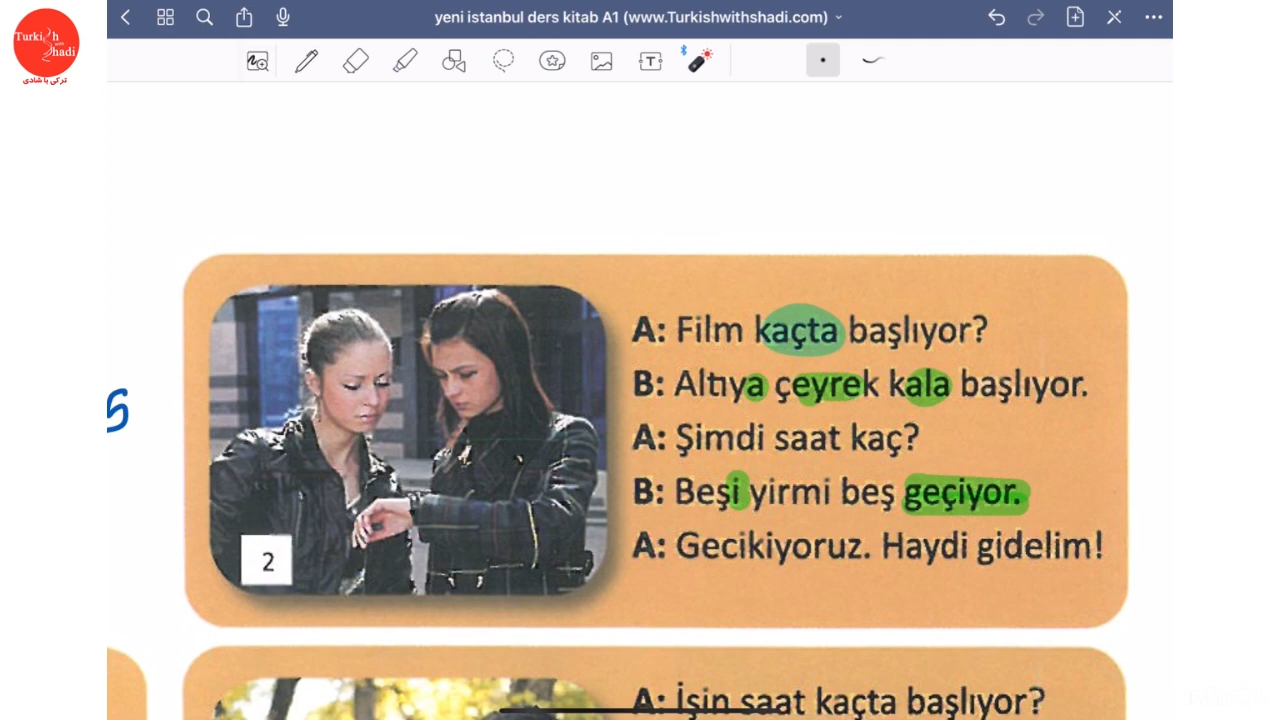 Turkish
with
Shadi
ترکی با شادی
yeni istanbul ders kitab A1 (www.Turkishwithshadi.com)
T
A: Film kaçta başlıyor?
B: Altıya çeyrek kala başlıyor.
A: Şimdi saat kaç?
B: Beşi yirmi beş geçiyor.
A: Gecikiyoruz. Haydi gidelim!
2
A: İşin saat kaçta başlıyor?